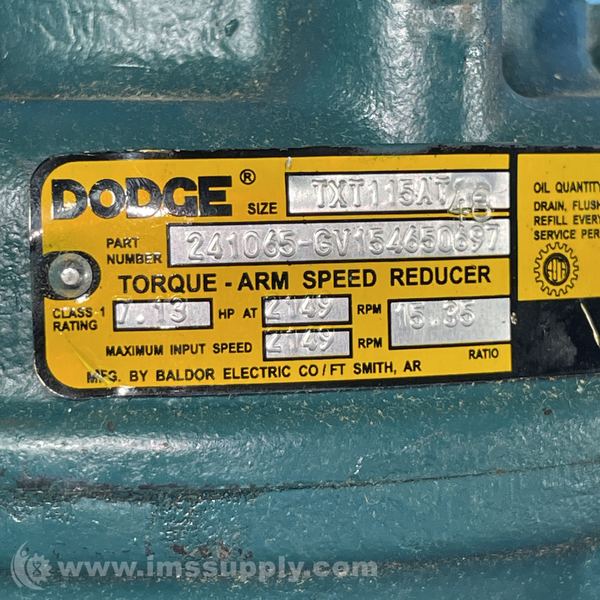 DODGE®
SIZE TXT115AT
PART NUMBER 241065-GV154650697
TORQUE - ARM SPEED REDUCER
CLASS 1 RATING 7.13 HP AT 2149 RPM 15.35
MAXIMUM INPUT SPEED 2149 RPM RATIO
MFG. BY BALDOR ELECTRIC CO/FT SMITH, AR
OIL QUANTITY
DRAIN, FLUSH
REFILL EVERY
SERVICE PER
www.imssupply.com